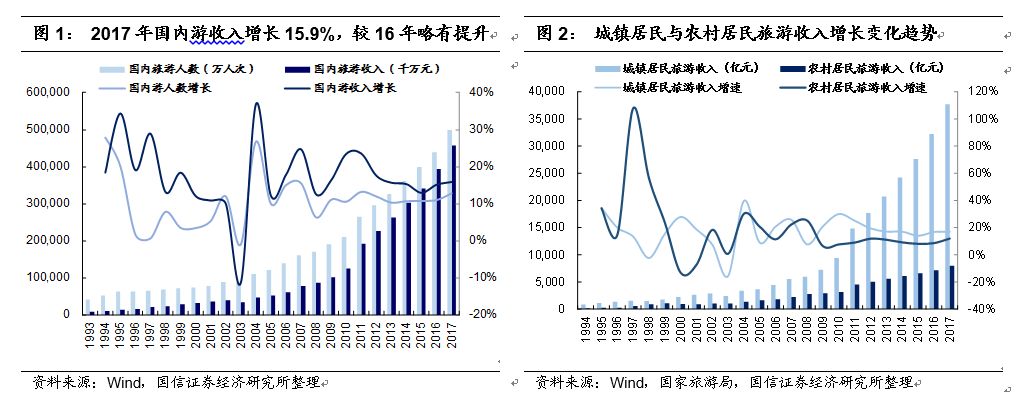 图 1： 2017 年国内游收入增长 15.9%，较 16 年略有提升
国内旅游人数（万人次） 国内旅游收入（千万元）
国内游人数增长 国内游收入增长
600,000 40%
500,000 30%
400,000 20%
300,000 10%
200,000 0%
100,000 -10%
0 -20%
1993 1994 1995 1996 1997 1998 1999 2000 2001 2002 2003 2004 2005 2006 2007 2008 2009 2010 2011 2012 2013 2014 2015 2016 2017
资料来源：Wind，国信证券经济研究所整理
图 2： 城镇居民与农村居民旅游收入增长变化趋势
城镇居民旅游收入（亿元） 农村居民旅游收入（亿元）
城镇居民旅游收入增速 农村居民旅游收入增速
40,000 120%
35,000 100%
30,000 80%
25,000 60%
20,000 40%
15,000 20%
10,000 0%
5,000 -20%
0 -40%
1994 1995 1996 1997 1998 1999 2000 2001 2002 2003 2004 2005 2006 2007 2008 2009 2010 2011 2012 2013 2014 2015 2016 2017
资料来源：Wind，国家旅游局，国信证券经济研究所整理